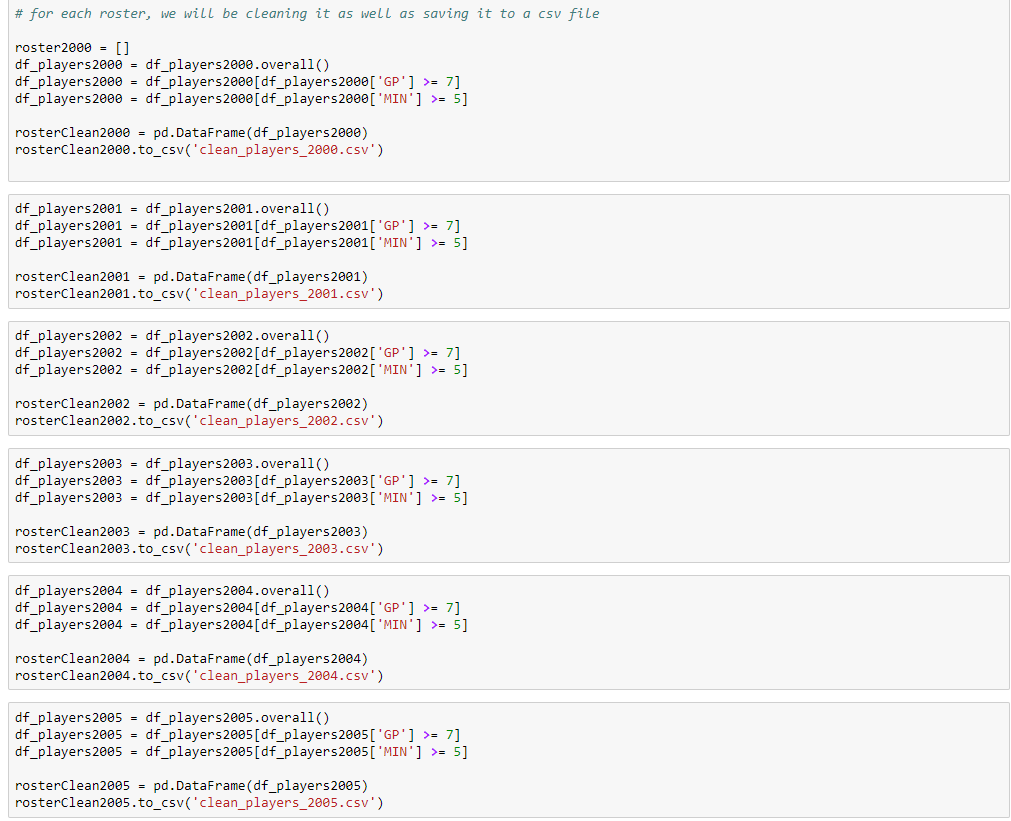 # for each roster, we will be cleaning it as well as saving it to a csv file
roster2000 = []
df_players2000 = df_players2000.overall()
df_players2000 = df_players2000[df_players2000['GP'] >= 7]
df_players2000 = df_players2000[df_players2000['MIN'] >= 5]
rosterClean2000 = pd.DataFrame(df_players2000)
rosterClean2000.to_csv('clean_players_2000.csv')
df_players2001 = df_players2001.overall()
df_players2001 = df_players2001[df_players2001['GP'] >= 7]
df_players2001 = df_players2001[df_players2001['MIN'] >= 5]
rosterClean2001 = pd.DataFrame(df_players2001)
rosterClean2001.to_csv('clean_players_2001.csv')
df_players2002 = df_players2002.overall()
df_players2002 = df_players2002[df_players2002['GP'] >= 7]
df_players2002 = df_players2002[df_players2002['MIN'] >= 5]
rosterClean2002 = pd.DataFrame(df_players2002)
rosterClean2002.to_csv('clean_players_2002.csv')
df_players2003 = df_players2003.overall()
df_players2003 = df_players2003[df_players2003['GP'] >= 7]
df_players2003 = df_players2003[df_players2003['MIN'] >= 5]
rosterClean2003 = pd.DataFrame(df_players2003)
rosterClean2003.to_csv('clean_players_2003.csv')
df_players2004 = df_players2004.overall()
df_players2004 = df_players2004[df_players2004['GP'] >= 7]
df_players2004 = df_players2004[df_players2004['MIN'] >= 5]
rosterClean2004 = pd.DataFrame(df_players2004)
rosterClean2004.to_csv('clean_players_2004.csv')
df_players2005 = df_players2005.overall()
df_players2005 = df_players2005[df_players2005['GP'] >= 7]
df_players2005 = df_players2005[df_players2005['MIN'] >= 5]
rosterClean2005 = pd.DataFrame(df_players2005)
rosterClean2005.to_csv('clean_players_2005.csv')